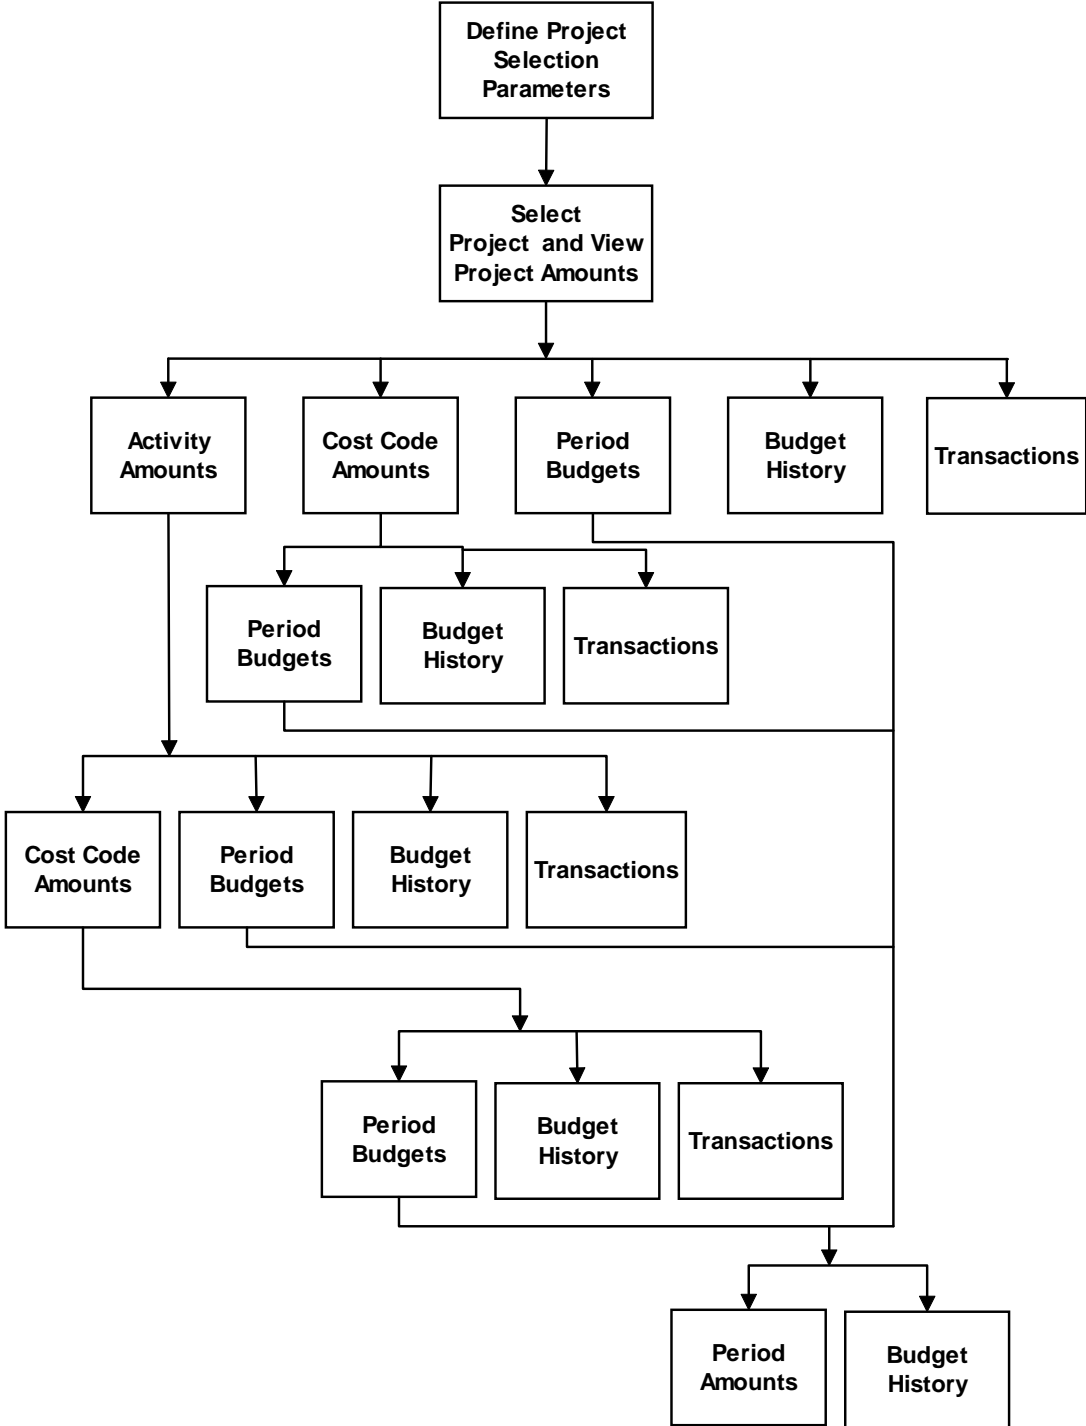 Define Project
Selection
Parameters
Select
Project and View
Project Amounts
Activity
Amounts
Cost Code
Amounts
Period
Budgets
Budget
History
Transactions
Period
Budgets
Budget
History
Transactions
Cost Code
Amounts
Period
Budgets
Budget
History
Transactions
Period
Budgets
Budget
History
Transactions
Period
Amounts
Budget
History